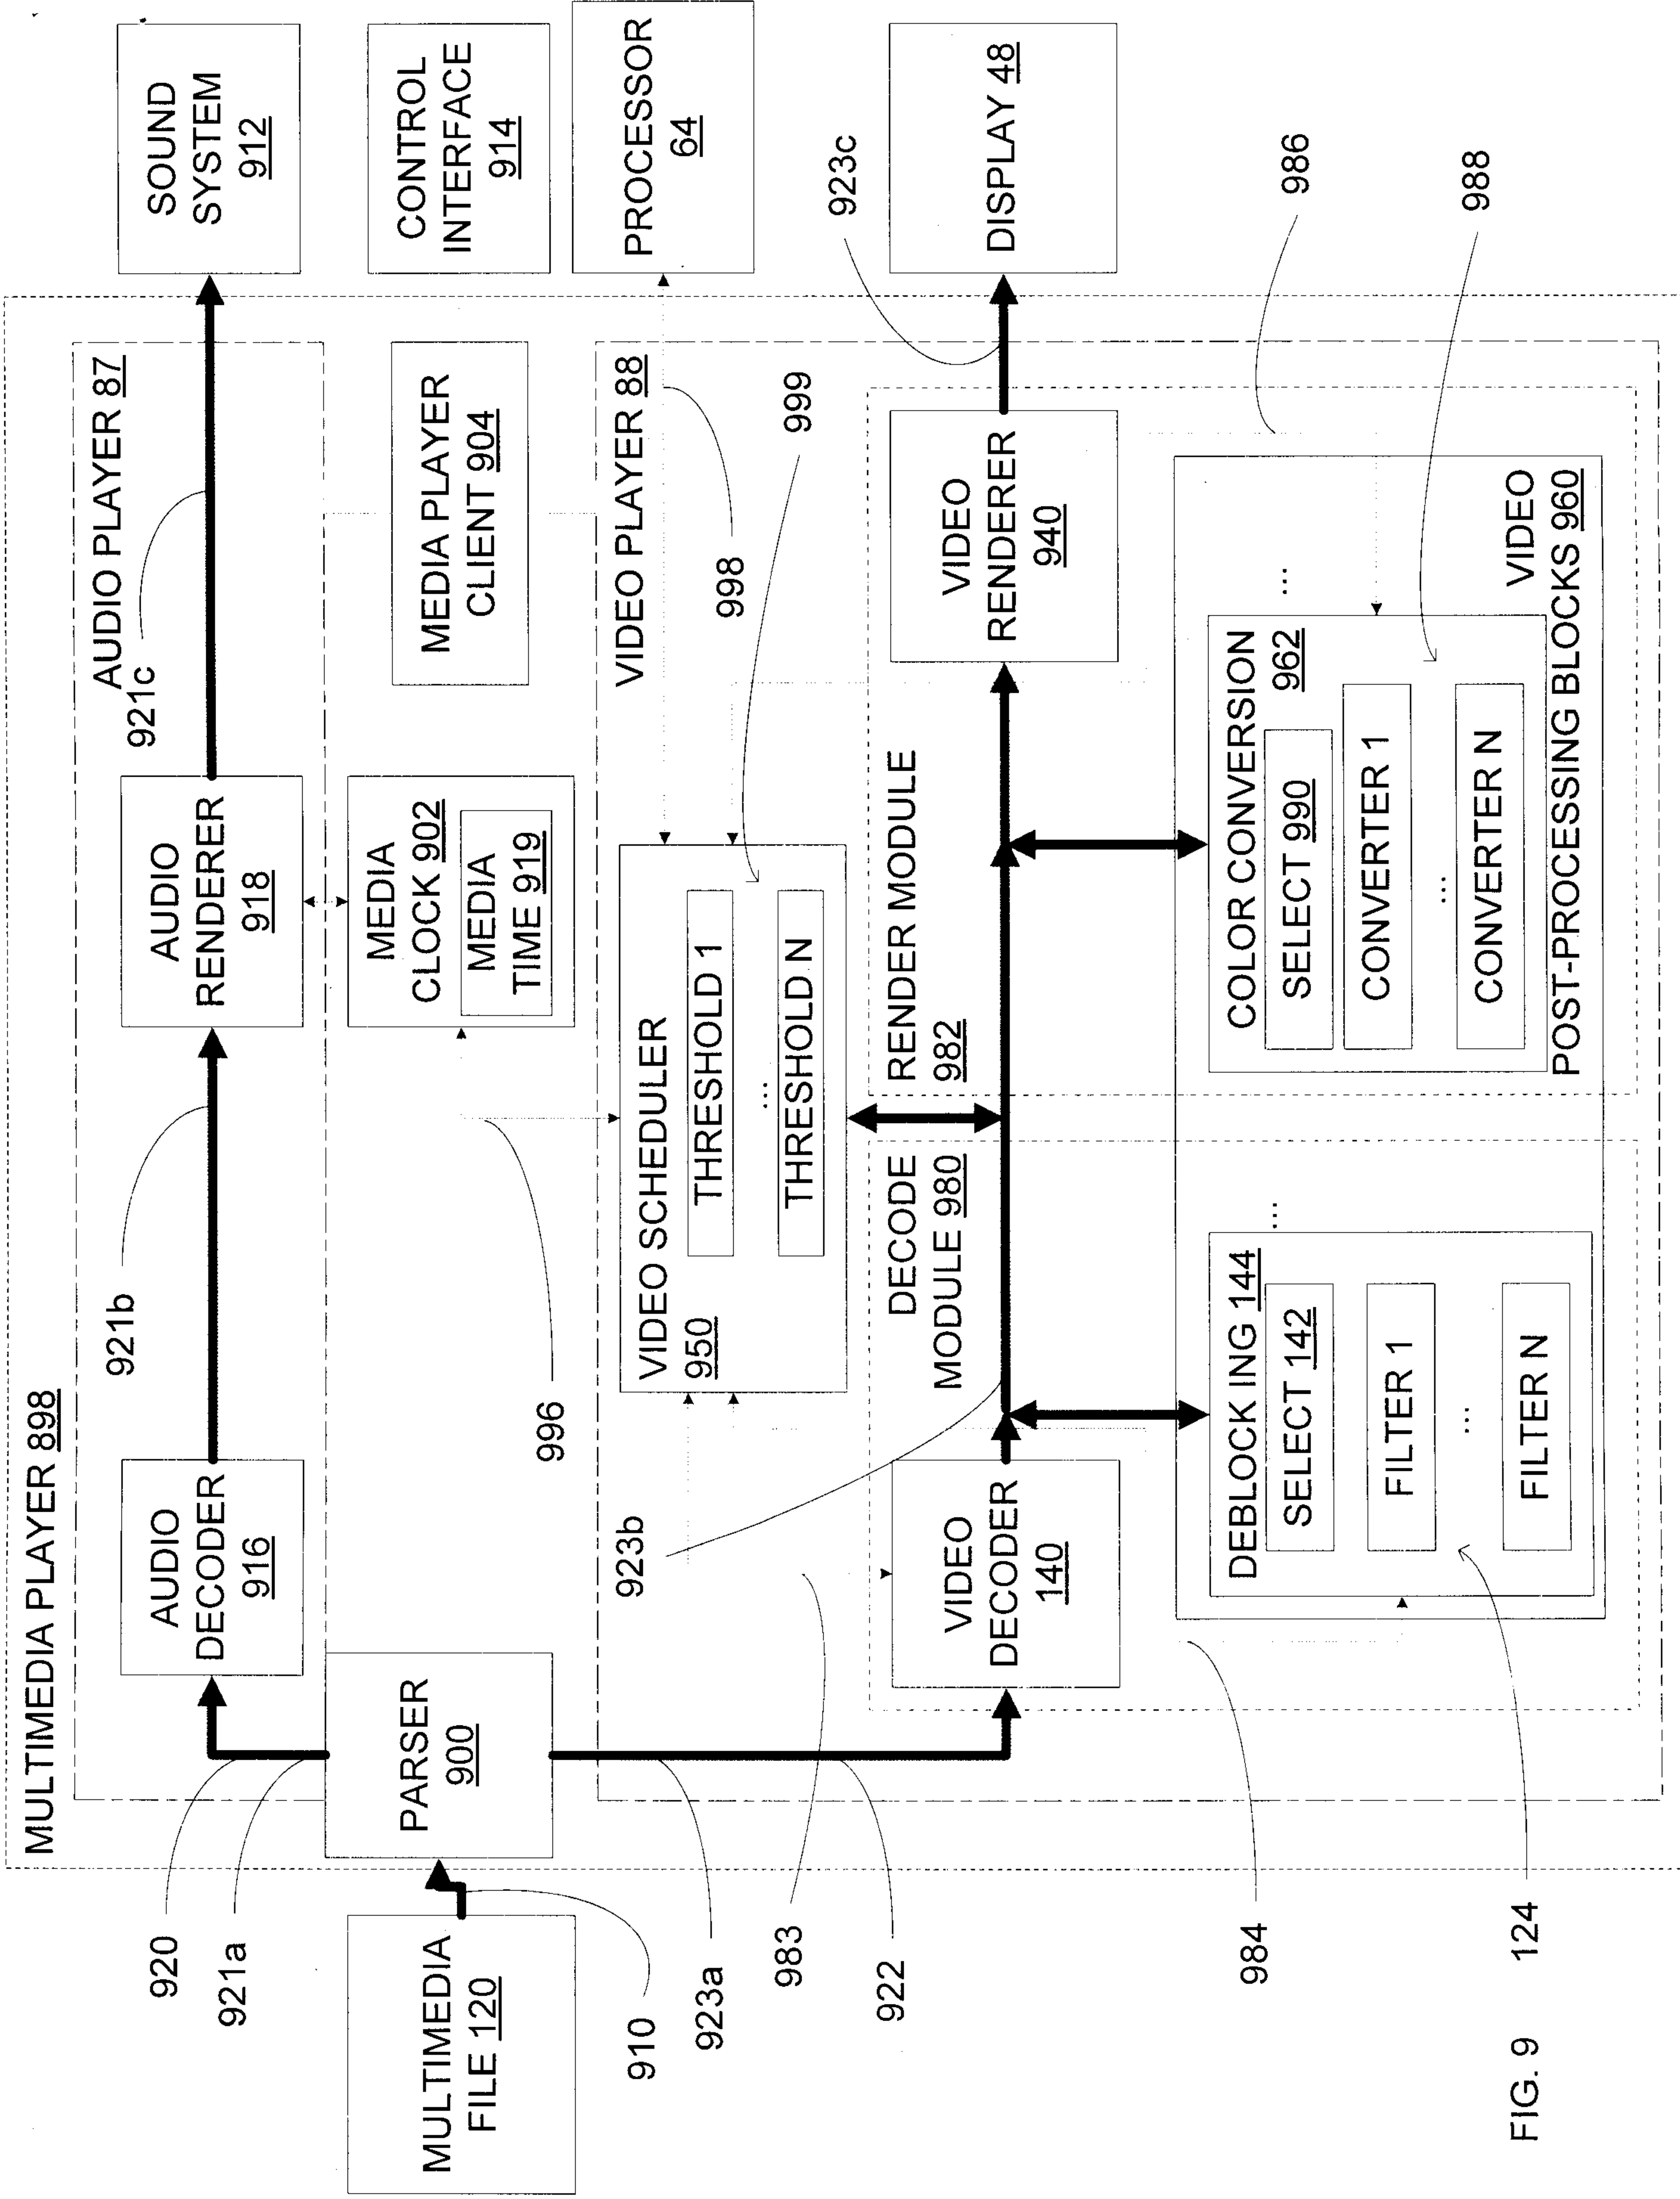 MULTIMEDIA PLAYER 898
920
921a
921b
921c
AUDIO PLAYER 87
AUDIO
DECODER
916
AUDIO
RENDERER
918
SOUND
SYSTEM
912
MULTIMEDIA
FILE 120
910
PARSER
900
MEDIA
CLOCK 902
MEDIA
TIME 919
MEDIA PLAYER
CLIENT 904
CONTROL
INTERFACE
914
PROCESSOR
64
996
VIDEO PLAYER 88
998
999
923a
983
922
923b
VIDEO SCHEDULER
950
THRESHOLD 1
...
THRESHOLD N
923c
DECODE
MODULE 980
RENDER MODULE
982
VIDEO
DECODER
140
VIDEO
RENDERER
940
DISPLAY 48
984
986
988
DEBLOCK ING 144
...
SELECT 142
FILTER 1
...
FILTER N
COLOR CONVERSION
962
...
SELECT 990
CONVERTER 1
...
CONVERTER N
VIDEO
POST-PROCESSING BLOCKS 960
124
FIG. 9